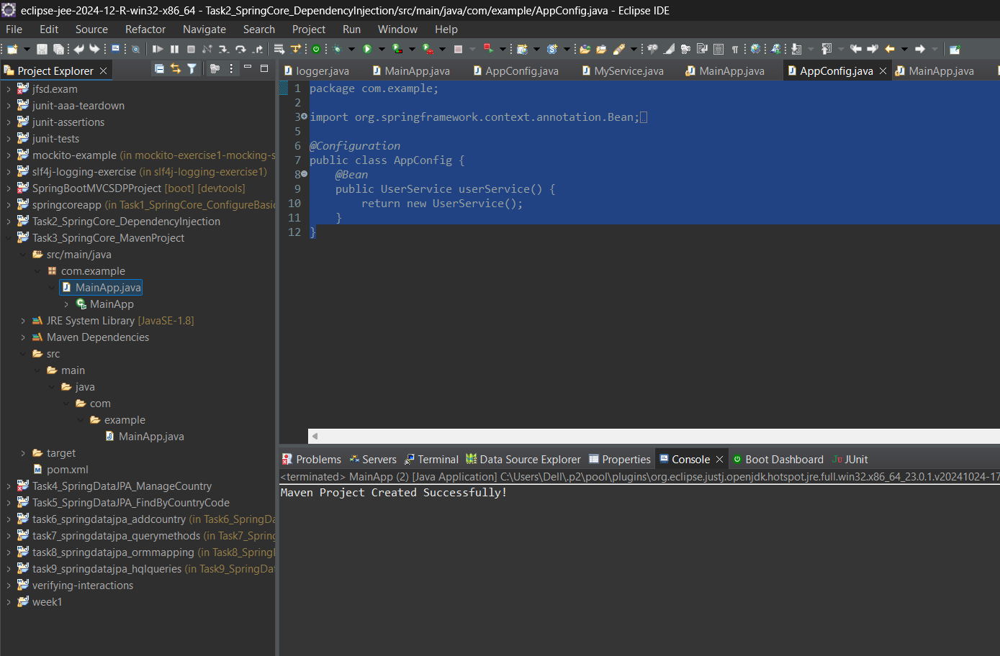 eclipse-jee-2024-12-R-win32-x86_64 - Task2_SpringCore_DependencyInjection/src/main/java/com/example/AppConfig.java - Eclipse IDE
File Edit Source Refactor Navigate Search Project Run Window Help
Project Explorer
logger.java MainApp.java AppConfig.java MyService.java MainApp.java AppConfig.java MainApp.java
jfsd.exam
junit-aaa-teardown
junit-assertions
junit-tests
mockito-example (in mockito-exercise1-mocking-s
slf4j-logging-exercise (in slf4j-logging-exercise1)
SpringBootMVCSDPProject [boot] [devtools]
springcoreapp (in Task1_SpringCore_ConfigureBasic
Task2_SpringCore_DependencyInjection
Task3_SpringCore_MavenProject
src/main/java
com.example
MainApp.java
MainApp
JRE System Library [JavaSE-1.8]
Maven Dependencies
src
main
java
com
example
MainApp.java
target
pom.xml
Task4_SpringDataJPA_ManageCountry
Task5_SpringDataJPA_FindByCountryCode
task6_springdatajpa_addcountry (in Task6_SpringDa
task7_springdatajpa_querymethods (in Task7_Spring
task8_springdatajpa_ormmapping (in Task8_Spring
task9_springdatajpa_hqlqueries (in Task9_SpringDat
verifying-interactions
week1
1 package com.example;
2
3 import org.springframework.context.annotation.Bean;
5
6 @Configuration
7 public class AppConfig {
8 @Bean
9 public UserService userService() {
10 return new UserService();
11 }
12 }
Problems Servers Terminal Data Source Explorer Properties Console Boot Dashboard JUnit
<terminated> MainApp (2) [Java Application] C:\Users\Dell\.p2\pool\plugins\org.eclipse.justj.openjdk.hotspot.jre.full.win32.x86_64_23.0.1.v20241024-17
Maven Project Created Successfully!